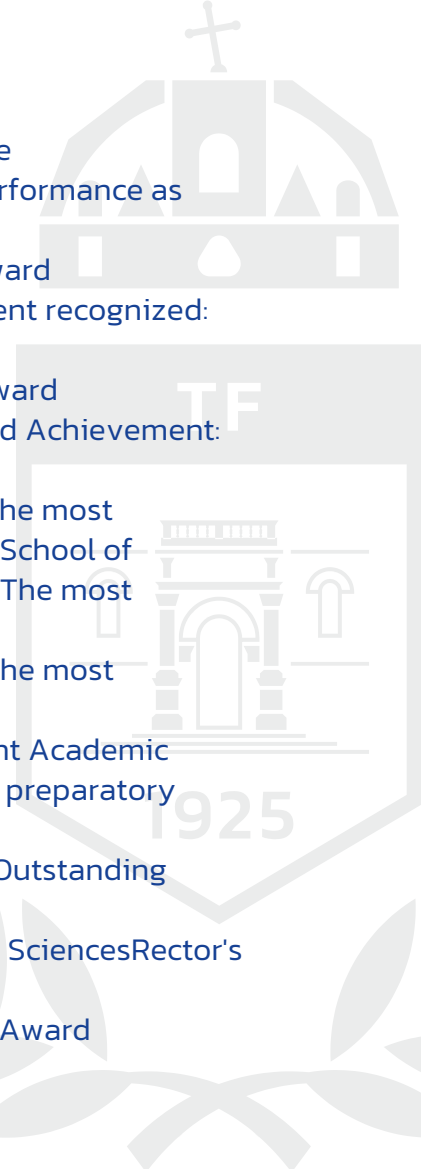 e
rformance as
ward
ent recognized:
ward
TF
d Achievement:
he most
School of
The most
he most
nt Academic
preparatory
1925
Outstanding
SciencesRector's
Award